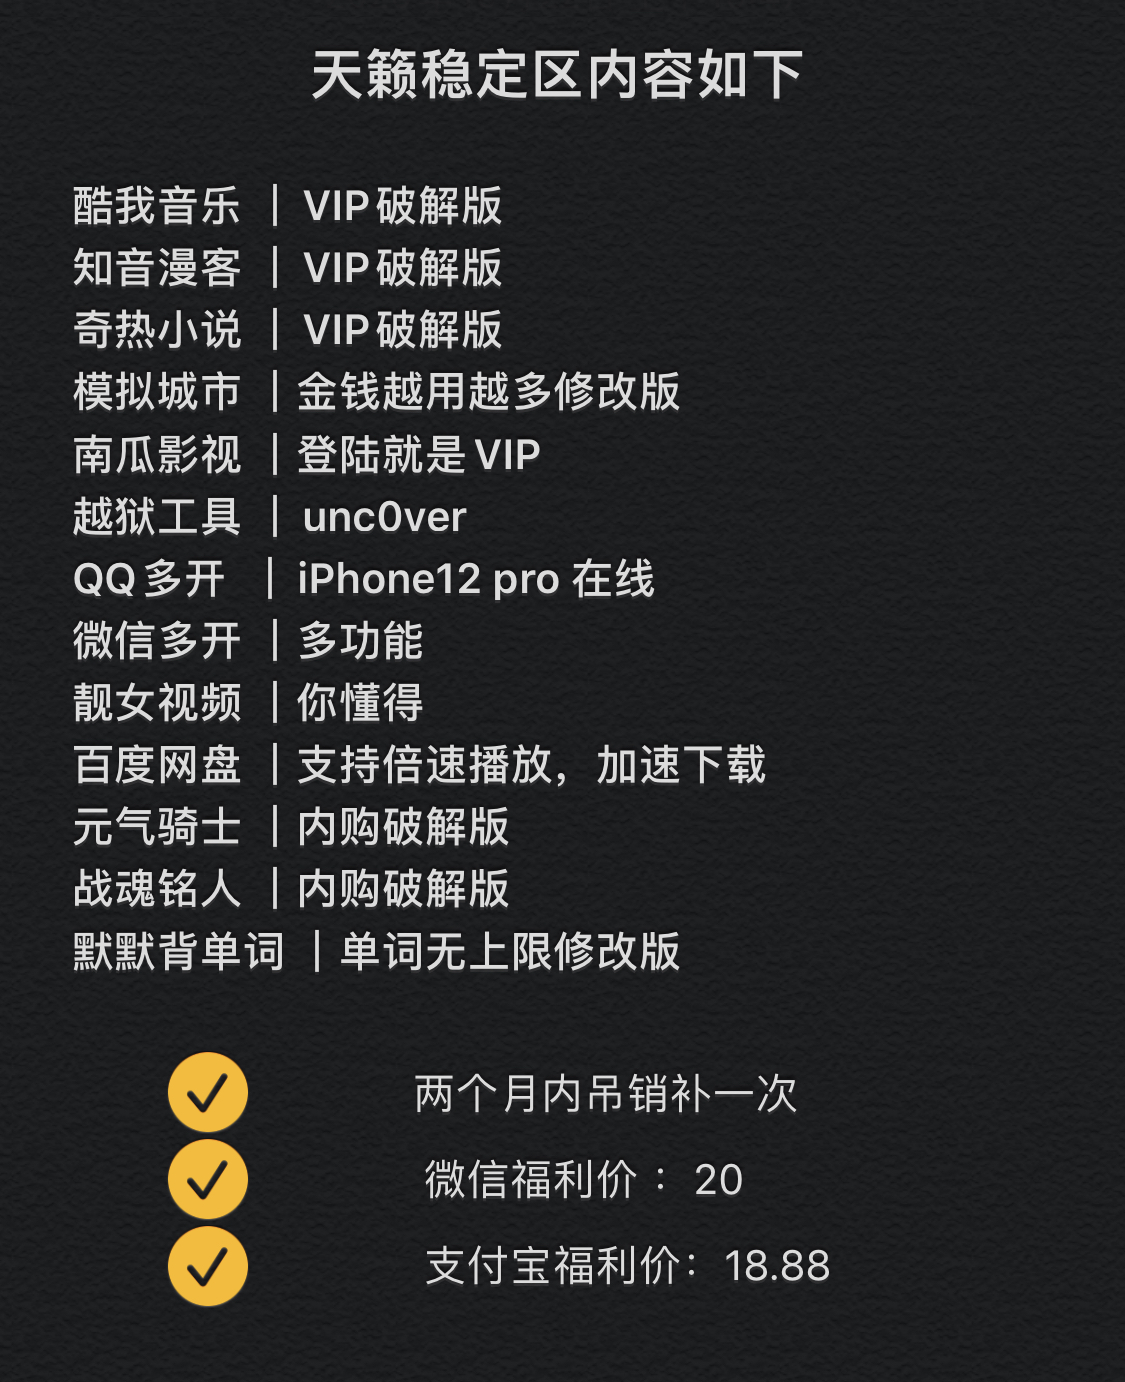 天籁稳定区内容如下
酷我音乐 | VIP破解版
知音漫客 | VIP破解版
奇热小说 | VIP破解版
模拟城市 | 金钱越用越多修改版
南瓜影视 | 登陆就是VIP
越狱工具 | unc0ver
QQ多开 | iPhone12 pro 在线
微信多开 | 多功能
靓女视频 | 你懂得
百度网盘 | 支持倍速播放，加速下载
元气骑士 | 内购破解版
战魂铭人 | 内购破解版
默默背单词 | 单词无上限修改版
两个月内吊销补一次
微信福利价：20
支付宝福利价：18.88